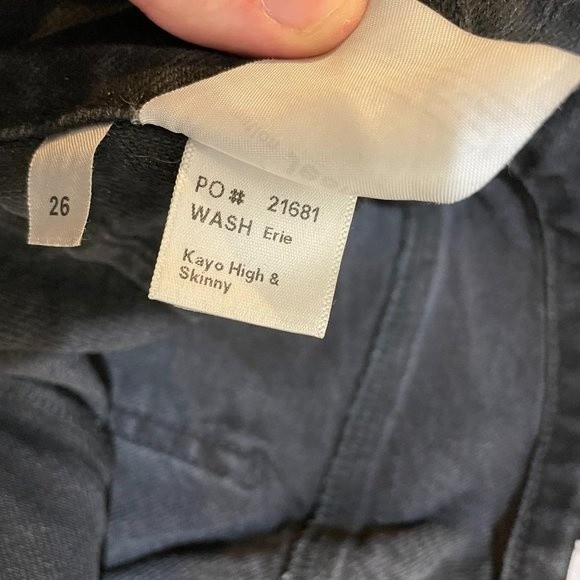 26
PO # 21681
WASH Erie
Kayo High &
Skinny